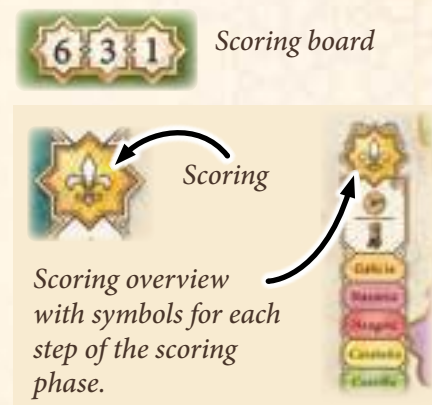 6 3 1
Scoring board
Scoring
Scoring overview
with symbols for each
step of the scoring
phase.
Galicia
Navarra
Aragón
Cataluña
Castilla